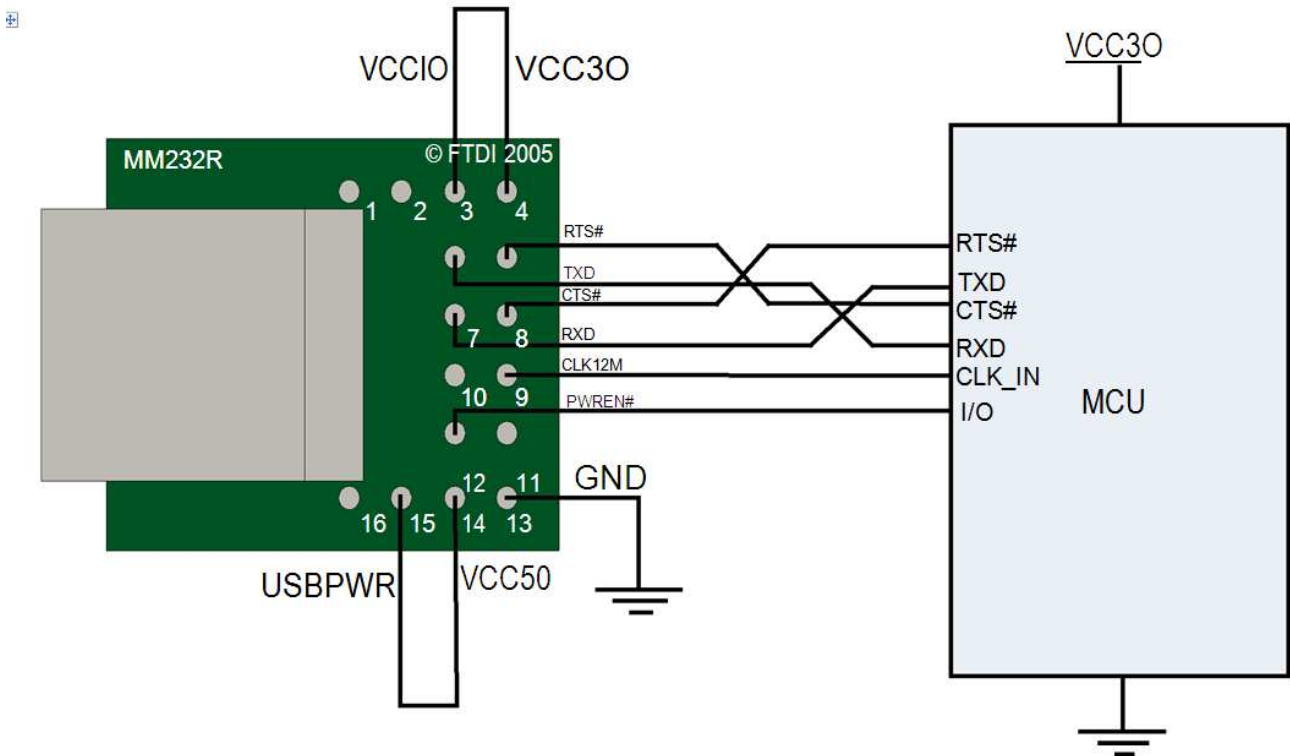 VCCIO VCC3O
VCC3O
MM232R © FTDI 2005
1 2 3 4
RTS#
TXD
CTS#
7 8 RXD
CLK12M
10 9
PWREN#
12 11 GND
16 15 14 13
USBPWR VCC50
RTS#
TXD
CTS#
RXD
CLK_IN
I/O
MCU